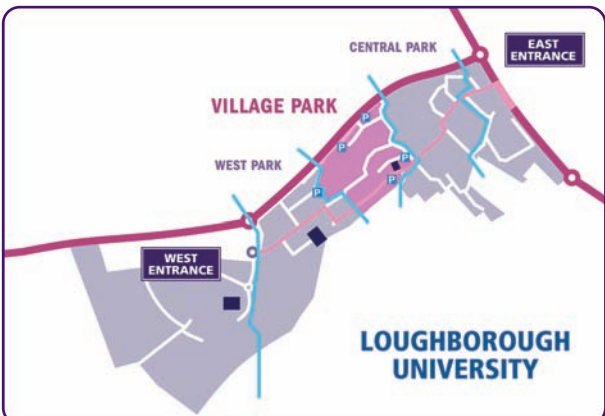 CENTRAL PARK
EAST
ENTRANCE
VILLAGE PARK
WEST PARK
P
P
P
P
P
WEST
ENTRANCE
LOUGHBOROUGH
UNIVERSITY